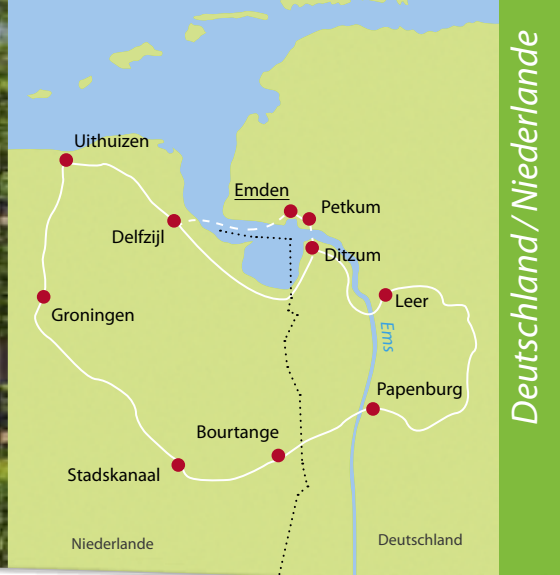 Uithuizen
Emden
Petkum
Delfzijl
Ditzum
Leer
Groningen
Ems
Papenburg
Bourtange
Stadskanaal
Niederlande
Deutschland
Deutschland / Niederlande